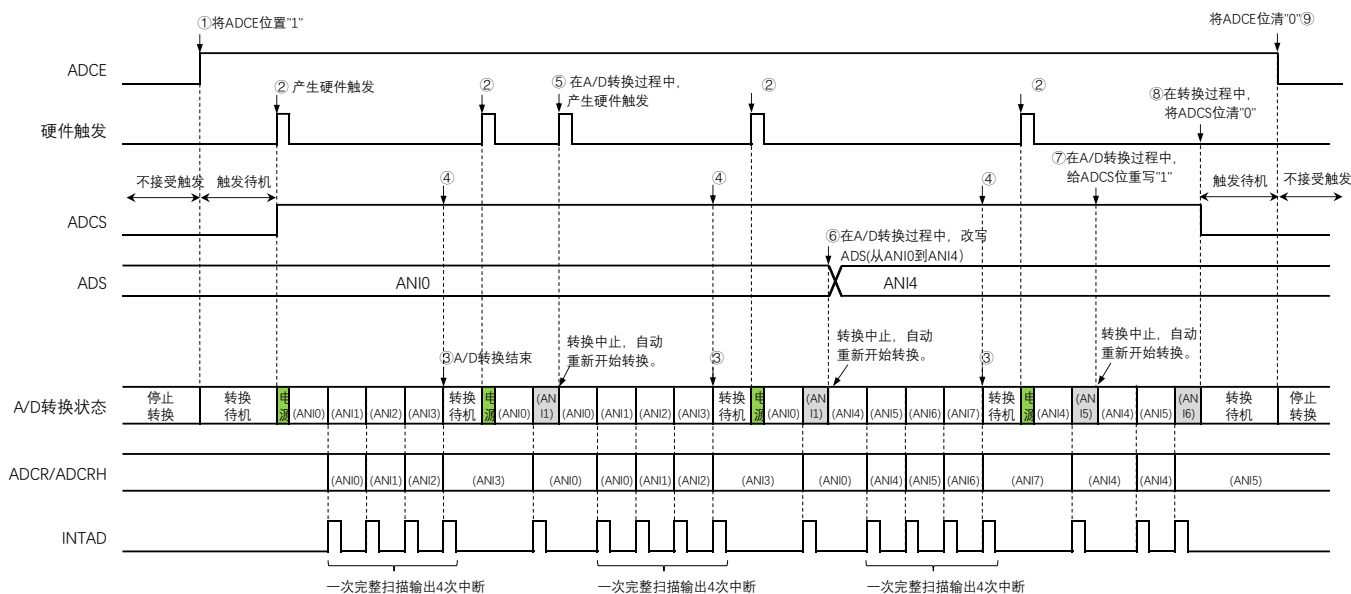 ①将ADCE位置"1"
将ADCE位清"0"⑨
ADCE
② 产生硬件触发
②
⑤ 在A/D转换过程中,
产生硬件触发
②
②
⑧在转换过程中,
将ADCS位清"0"
硬件触发
⑦在A/D转换过程中,
给ADCS位重写"1"
不接受触发
触发待机
④
④
④
触发待机
不接受触发
ADCS
⑥在A/D转换过程中，改写
ADS(从ANI0到ANI4）
ADS
ANI0
ANI4
③A/D转换结束
转换中止，自动
重新开始转换。
③
转换中止，自动
重新开始转换。
③
转换中止，自动
重新开始转换。
A/D转换状态
停止
转换
转换
待机
电
源
(ANI0)
(ANI1)
(ANI2)
(ANI3)
转换
待机
电
源
(ANI0)
(AN
I1)
(ANI0)
(ANI1)
(ANI2)
(ANI3)
转换
待机
电
源
(ANI0)
(AN
I1)
(ANI4)
(ANI5)
(ANI6)
(ANI7)
转换
待机
电
源
(ANI4)
(AN
I5)
(ANI4)
(ANI5)
(AN
I6)
转换
待机
停止
转换
ADCR/ADCRH
(ANI0)
(ANI1)
(ANI2)
(ANI3)
(ANI0)
(ANI0)
(ANI1)
(ANI2)
(ANI3)
(ANI0)
(ANI4)
(ANI5)
(ANI6)
(ANI7)
(ANI4)
(ANI4)
(ANI5)
INTAD
一次完整扫描输出4次中断
一次完整扫描输出4次中断
一次完整扫描输出4次中断